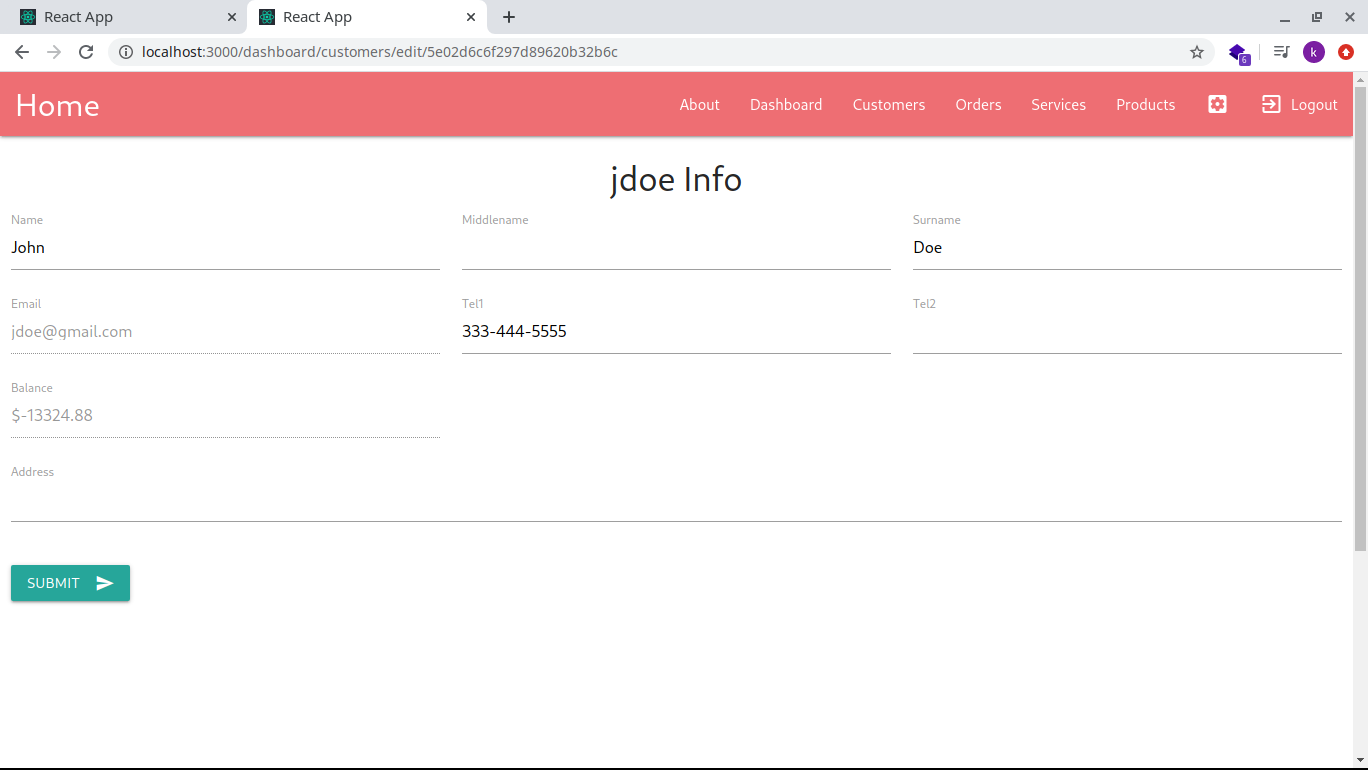 React App
React App
localhost:3000/dashboard/customers/edit/5e02d6c6f297d89620b32b6c
6
k
Home
About Dashboard Customers Orders Services Products Logout
jdoe Info
Name Middlename Surname
John Doe
Email Tel1 Tel2
jdoe@gmail.com 333-444-5555
Balance
$-13324.88
Address
SUBMIT